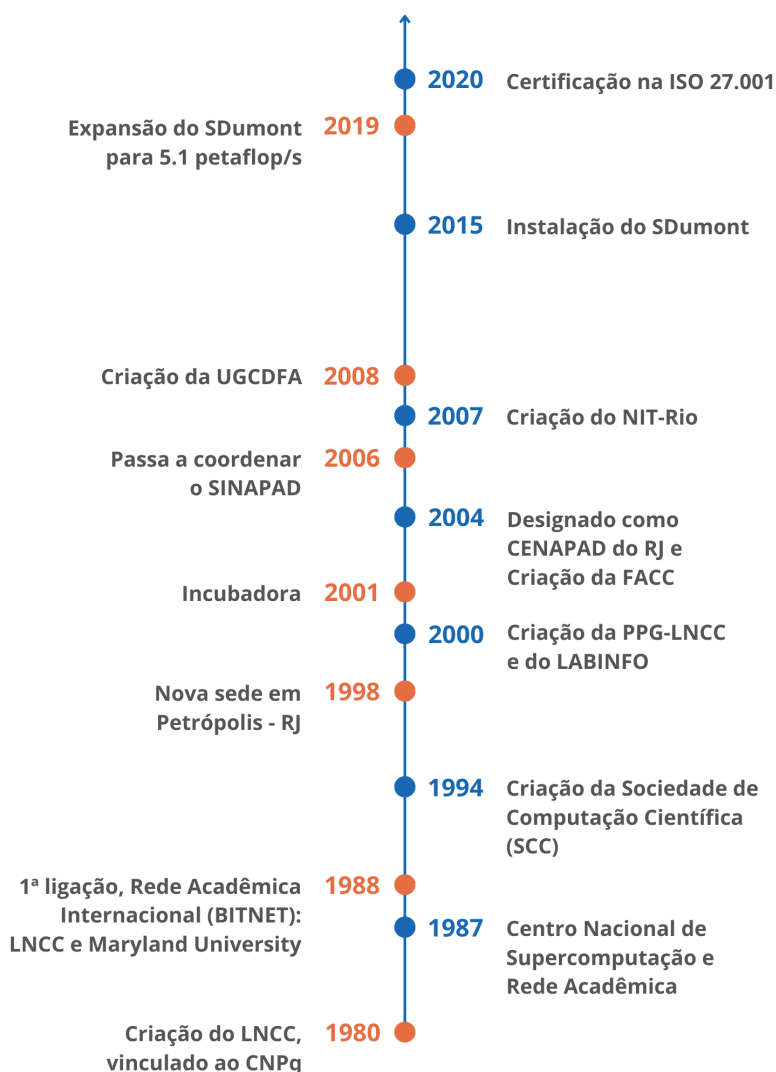 2020 Certificação na ISO 27.001
Expansão do SDumont 2019
para 5.1 petaflop/s
2015 Instalação do SDumont
Criação da UGCDFA 2008
2007 Criação do NIT-Rio
Passa a coordenar 2006
o SINAPAD
2004 Designado como
CENAPAD do RJ e
Criação da FACC
Incubadora 2001
2000 Criação da PPG-LNCC
e do LABINFO
Nova sede em 1998
Petrópolis - RJ
1994 Criação da Sociedade de
Computação Científica
(SCC)
1ª ligação, Rede Acadêmica 1988
Internacional (BITNET):
LNCC e Maryland University
1987 Centro Nacional de
Supercomputação e
Rede Acadêmica
Criação do LNCC, 1980
vinculado ao CNPq